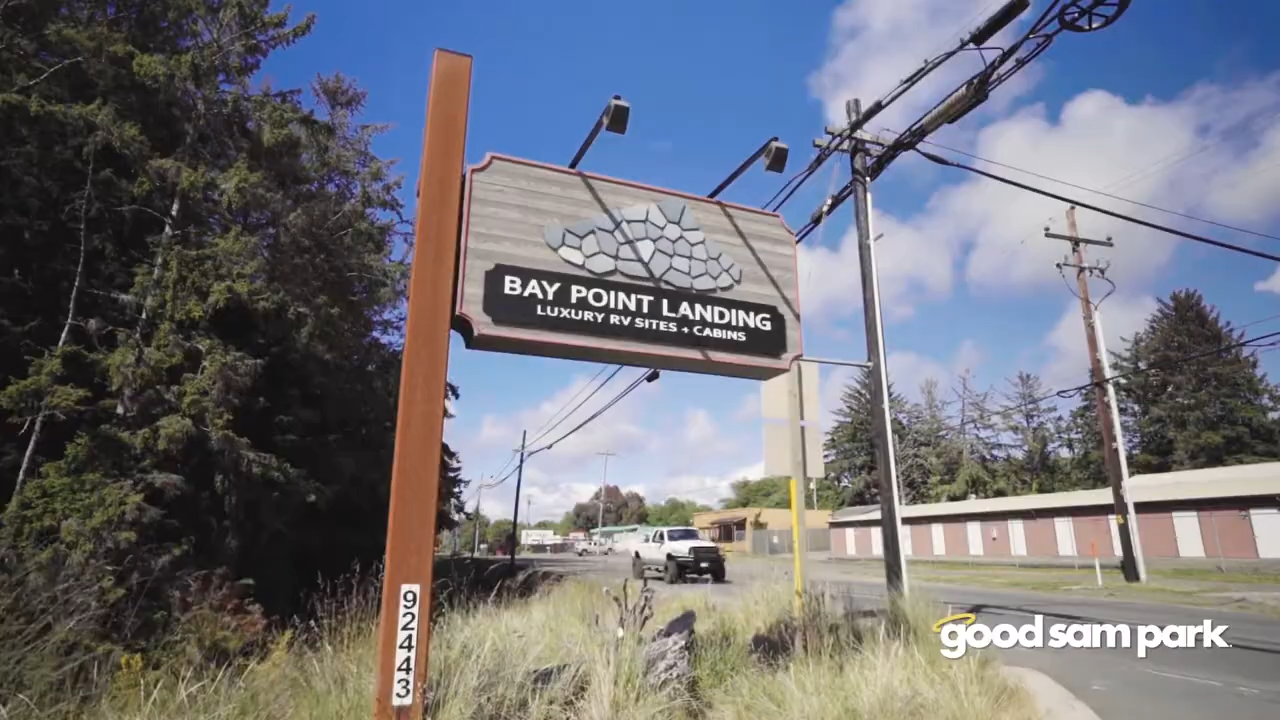 BAY POINT LANDING
LUXURY RV SITES + CABINS
92443
good sam park.